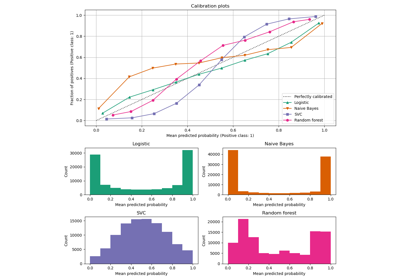 Calibration plots
1.0
0.8
0.6
0.4
0.2
0.0
Fraction of positives (Positive class: 1)
Perfectly calibrated
Logistic
Naive Bayes
SVC
Random forest
0.0 0.2 0.4 0.6 0.8 1.0
Mean predicted probability (Positive class: 1)
Logistic
30000
20000
10000
0
Count
0.0 0.2 0.4 0.6 0.8 1.0
Mean predicted probability
Naive Bayes
40000
30000
20000
10000
0
Count
0.0 0.2 0.4 0.6 0.8 1.0
Mean predicted probability
SVC
15000
10000
5000
0
Count
0.0 0.2 0.4 0.6 0.8 1.0
Mean predicted probability
Random forest
20000
15000
10000
5000
0
Count
0.0 0.2 0.4 0.6 0.8 1.0
Mean predicted probability